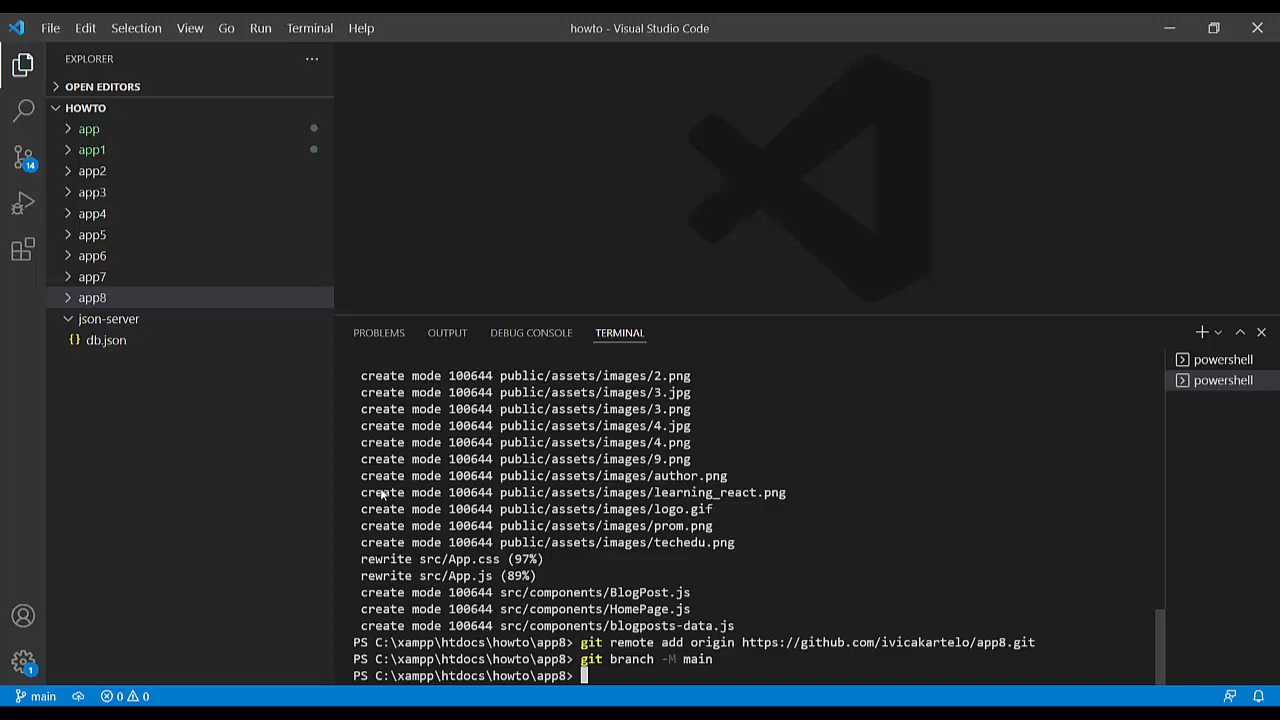 File Edit Selection View Go Run Terminal Help
howto - Visual Studio Code
EXPLORER
OPEN EDITORS
HOWTO
app
app1
14
app2
app3
app4
app5
app6
app7
app8
json-server
{} db.json
PROBLEMS OUTPUT DEBUG CONSOLE TERMINAL
powershell
powershell
create mode 100644 public/assets/images/2.png
create mode 100644 public/assets/images/3.jpg
create mode 100644 public/assets/images/3.png
create mode 100644 public/assets/images/4.jpg
create mode 100644 public/assets/images/4.png
create mode 100644 public/assets/images/9.png
create mode 100644 public/assets/images/author.png
create mode 100644 public/assets/images/learning_react.png
create mode 100644 public/assets/images/logo.gif
create mode 100644 public/assets/images/prom.png
create mode 100644 public/assets/images/techedu.png
rewrite src/App.css (97%)
rewrite src/App.js (89%)
create mode 100644 src/components/BlogPost.js
create mode 100644 src/components/HomePage.js
create mode 100644 src/components/blogposts-data.js
PS C:\xampp\htdocs\howto\app8> git remote add origin https://github.com/ivicakartelo/app8.git
PS C:\xampp\htdocs\howto\app8> git branch -M main
PS C:\xampp\htdocs\howto\app8>
1
main 0 0